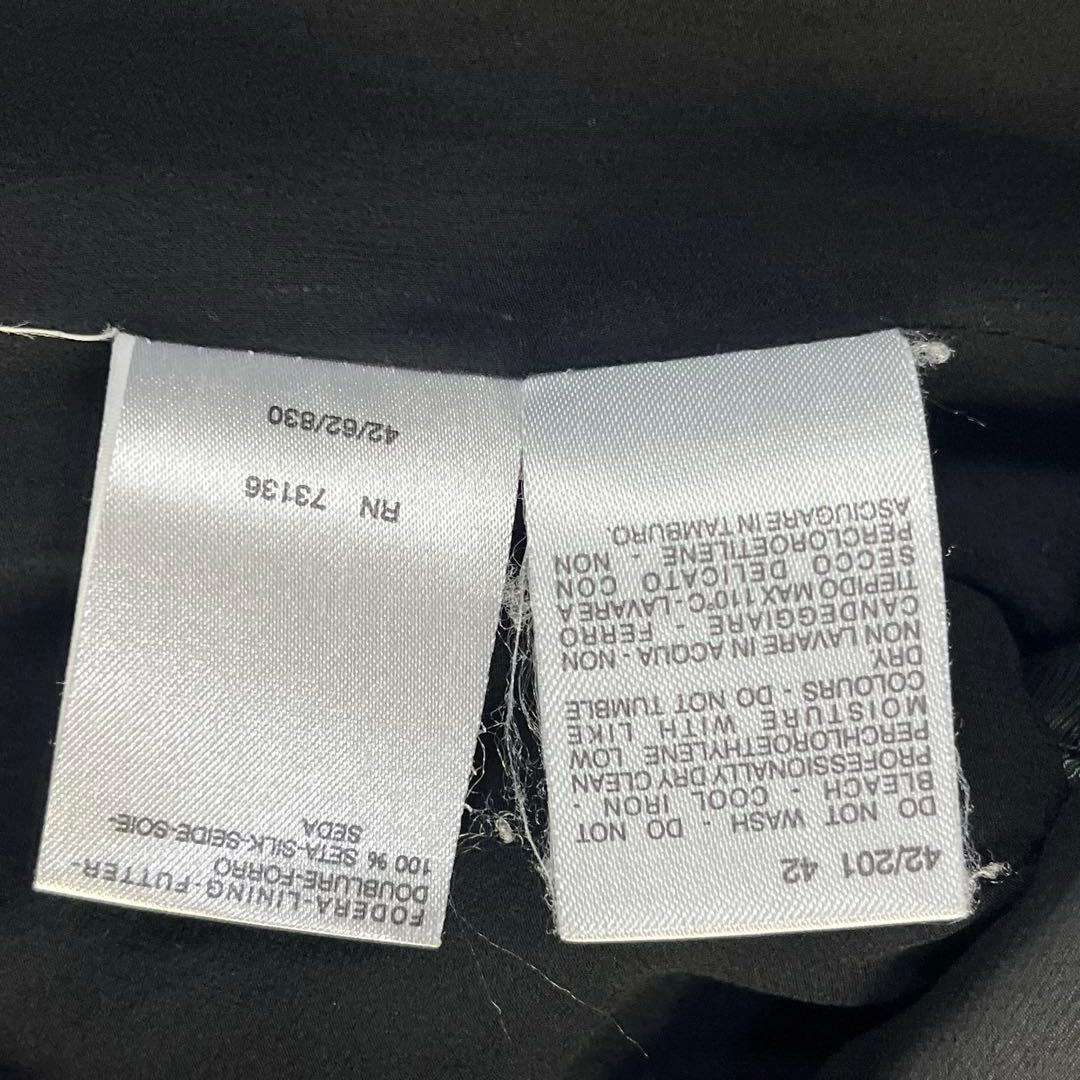 42/201 42
DO NOT WASH - DO NOT
BLEACH - COOL IRON -
PROFESSIONALLY DRY CLEAN
PERCHLOROETHYLENE LOW
MOISTURE WITH LIKE
COLOURS - DO NOT TUMBLE
DRY.
NON LAVARE IN ACQUA - NON
CANDEGGIARE - FERRO
TIEPIDO MAX 110°C - LAVAREA
SECCO DELICATO CON
PERCLOROETILENE - NON
ASCIUGARE IN TAMBURO.
FODERA-LINING-FUTTER-
DOUBLURE-FORRO
100 % SETA-SILK-SEIDE-SOIE-
SEDA
RN 73136
42/62/830